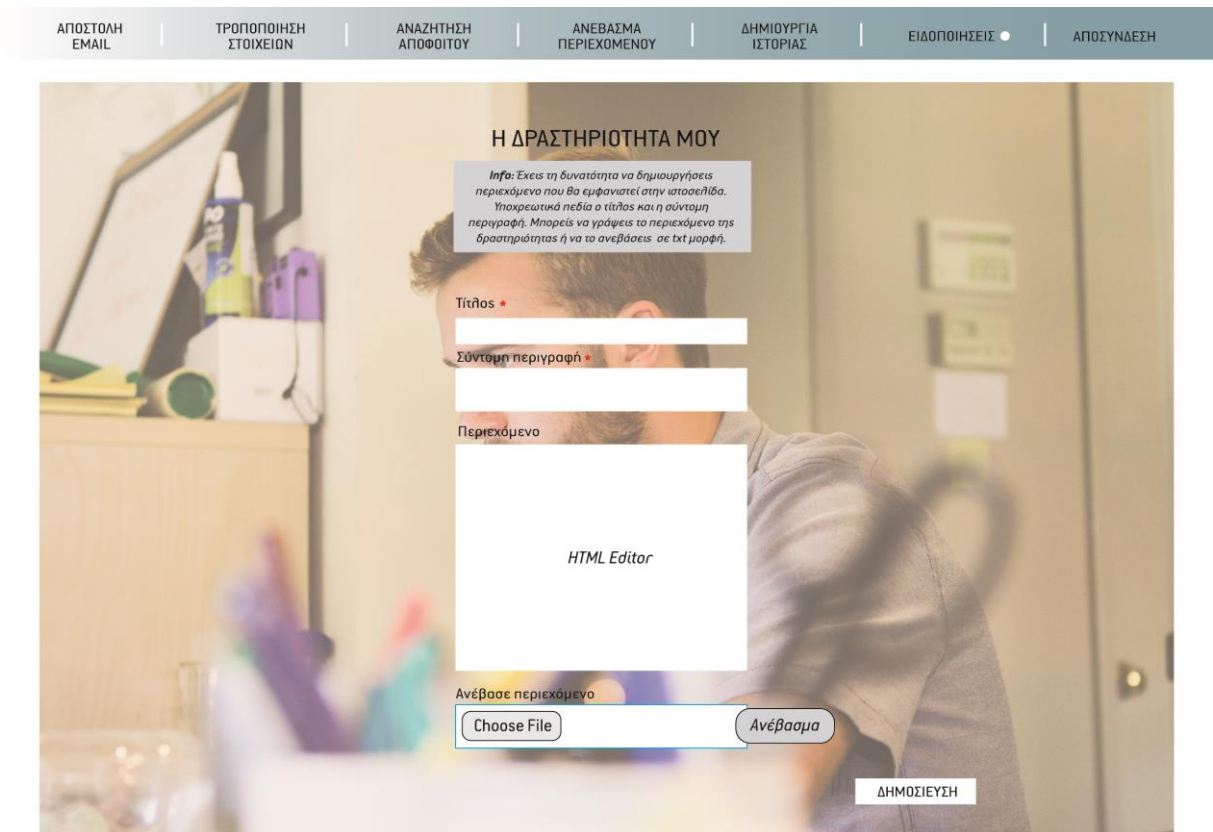 ΑΠΟΣΤΟΛΗ
EMAIL
ΤΡΟΠΟΠΟΙΗΣΗ
ΣΤΟΙΧΕΙΩΝ
ΑΝΑΖΗΤΗΣΗ
ΑΠΟΦΟΙΤΟΥ
ΑΝΕΒΑΣΜΑ
ΠΕΡΙΕΧΟΜΕΝΟΥ
ΔΗΜΙΟΥΡΓΙΑ
ΙΣΤΟΡΙΑΣ
ΕΙΔΟΠΟΙΗΣΕΙΣ
ΑΠΟΣΥΝΔΕΣΗ
Η ΔΡΑΣΤΗΡΙΟΤΗΤΑ ΜΟΥ
Info: Έχεις τη δυνατότητα να δημιουργήσεις
περιεχόμενο που θα εμφανιστεί στην ιστοσελίδα.
Υποχρεωτικά πεδία ο τίτλος και η σύντομη
περιγραφή. Μπορείς να γράψεις το περιεχόμενο της
δραστηριότητας ή να το ανεβάσεις σε txt μορφή.
Τίτλος *
Σύντομη περιγραφή *
Περιεχόμενο
HTML Editor
Ανέβασε περιεχόμενο
Choose File
Ανέβασμα
ΔΗΜΟΣΙΕΥΣΗ